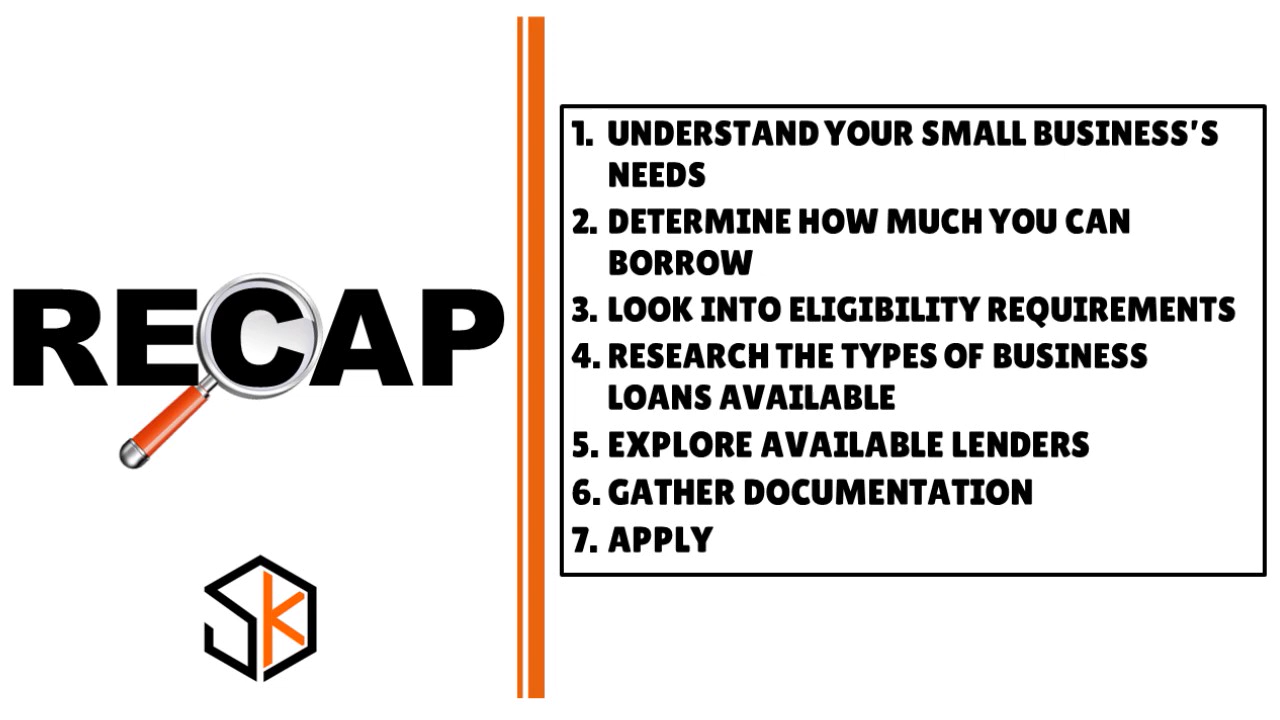 RECAP
1. UNDERSTAND YOUR SMALL BUSINESS'S
NEEDS
2. DETERMINE HOW MUCH YOU CAN
BORROW
3. LOOK INTO ELIGIBILITY REQUIREMENTS
4. RESEARCH THE TYPES OF BUSINESS
LOANS AVAILABLE
5. EXPLORE AVAILABLE LENDERS
6. GATHER DOCUMENTATION
7. APPLY
SK